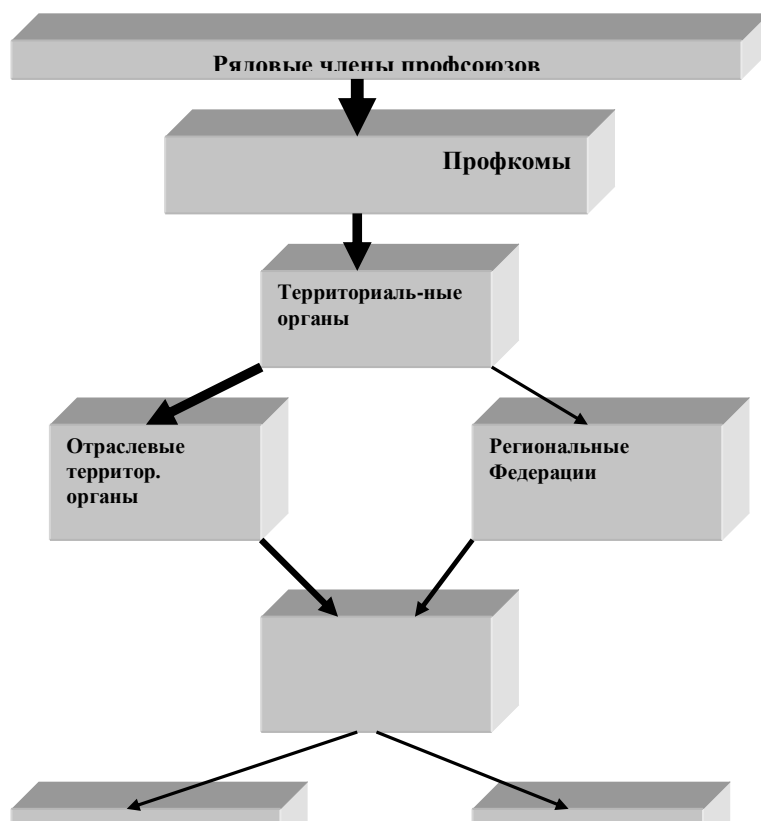 Рядовые члены профсоюзов
Профкомы
Территориаль-ные
органы
Отраслевые
территор.
органы
Региональные
Федерации